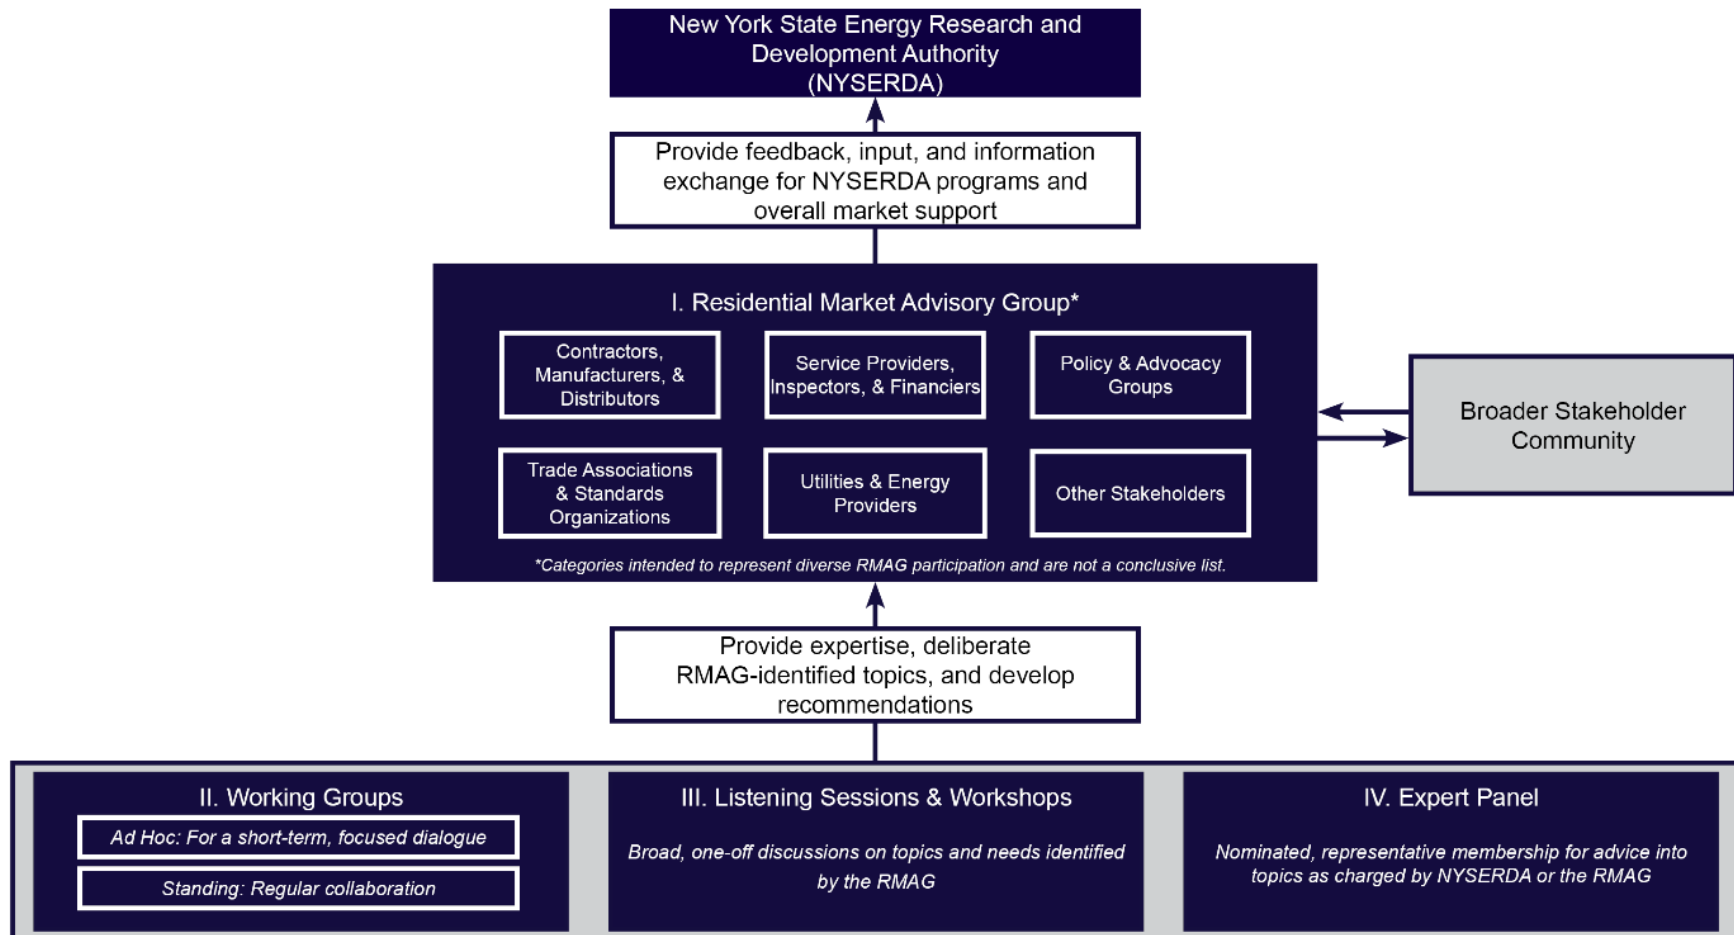 New York State Energy Research and
Development Authority
(NYSERDA)
Provide feedback, input, and information
exchange for NYSERDA programs and
overall market support
I. Residential Market Advisory Group*
Contractors,
Manufacturers, &
Distributors
Service Providers,
Inspectors, & Financiers
Policy & Advocacy
Groups
Trade Associations
& Standards
Organizations
Utilities & Energy
Providers
Other Stakeholders
*Categories intended to represent diverse RMAG participation and are not a conclusive list.
Broader Stakeholder
Community
Provide expertise, deliberate
RMAG-identified topics, and develop
recommendations
II. Working Groups
Ad Hoc: For a short-term, focused dialogue
Standing: Regular collaboration
III. Listening Sessions & Workshops
Broad, one-off discussions on topics and needs identified
by the RMAG
IV. Expert Panel
Nominated, representative membership for advice into
topics as charged by NYSERDA or the RMAG